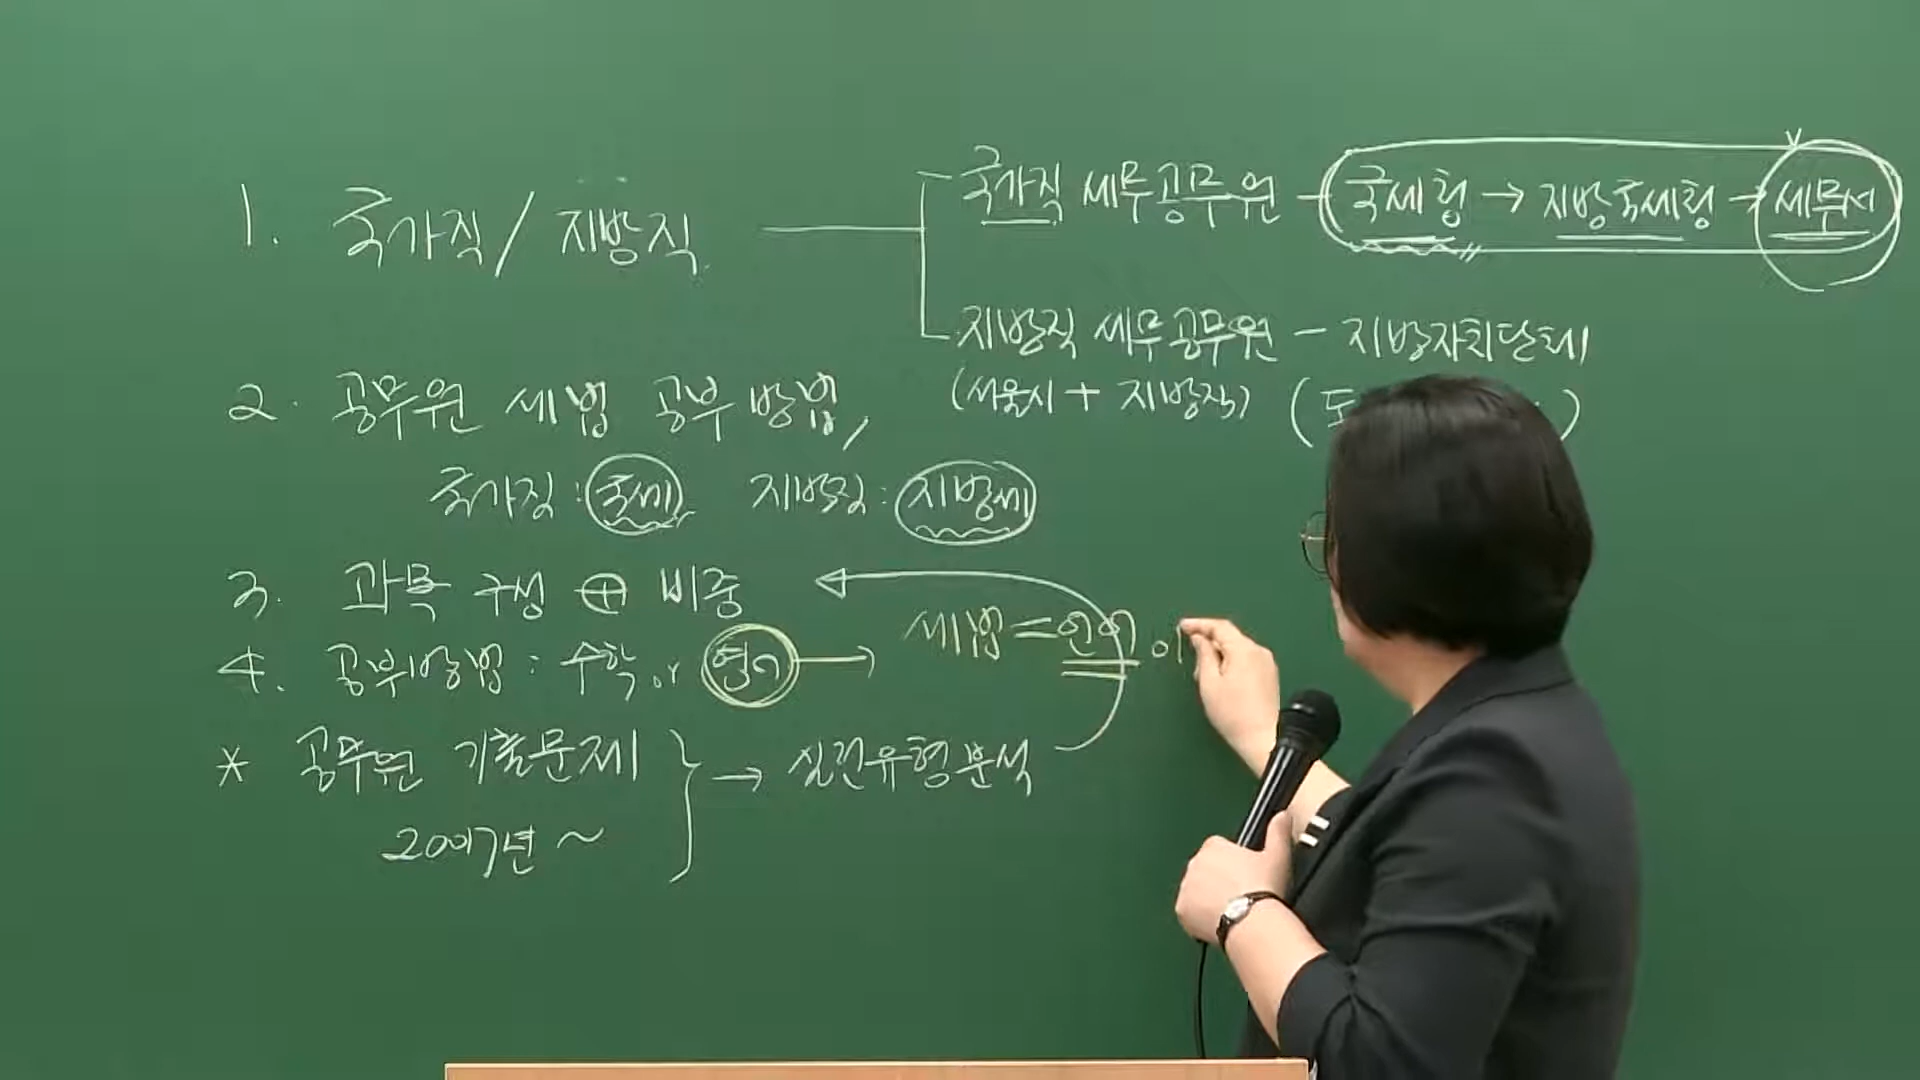 1. 국가직 / 지방직
국가직 세무공무원 - 국세청 → 지방국세청 → 세무서
지방직 세무공무원 - 지방자치단체
(서울시 + 지방직) (도
2. 공무원 세법 공부 방법,
국가직 : 국세 지방직 : 지방세
3. 과목 구성 ⊕ 비중
4. 공부방법 : 수학 or 영어 → 세법 = 언어 이
* 공무원 기출문제 → 실전유형분석
2007년 ~